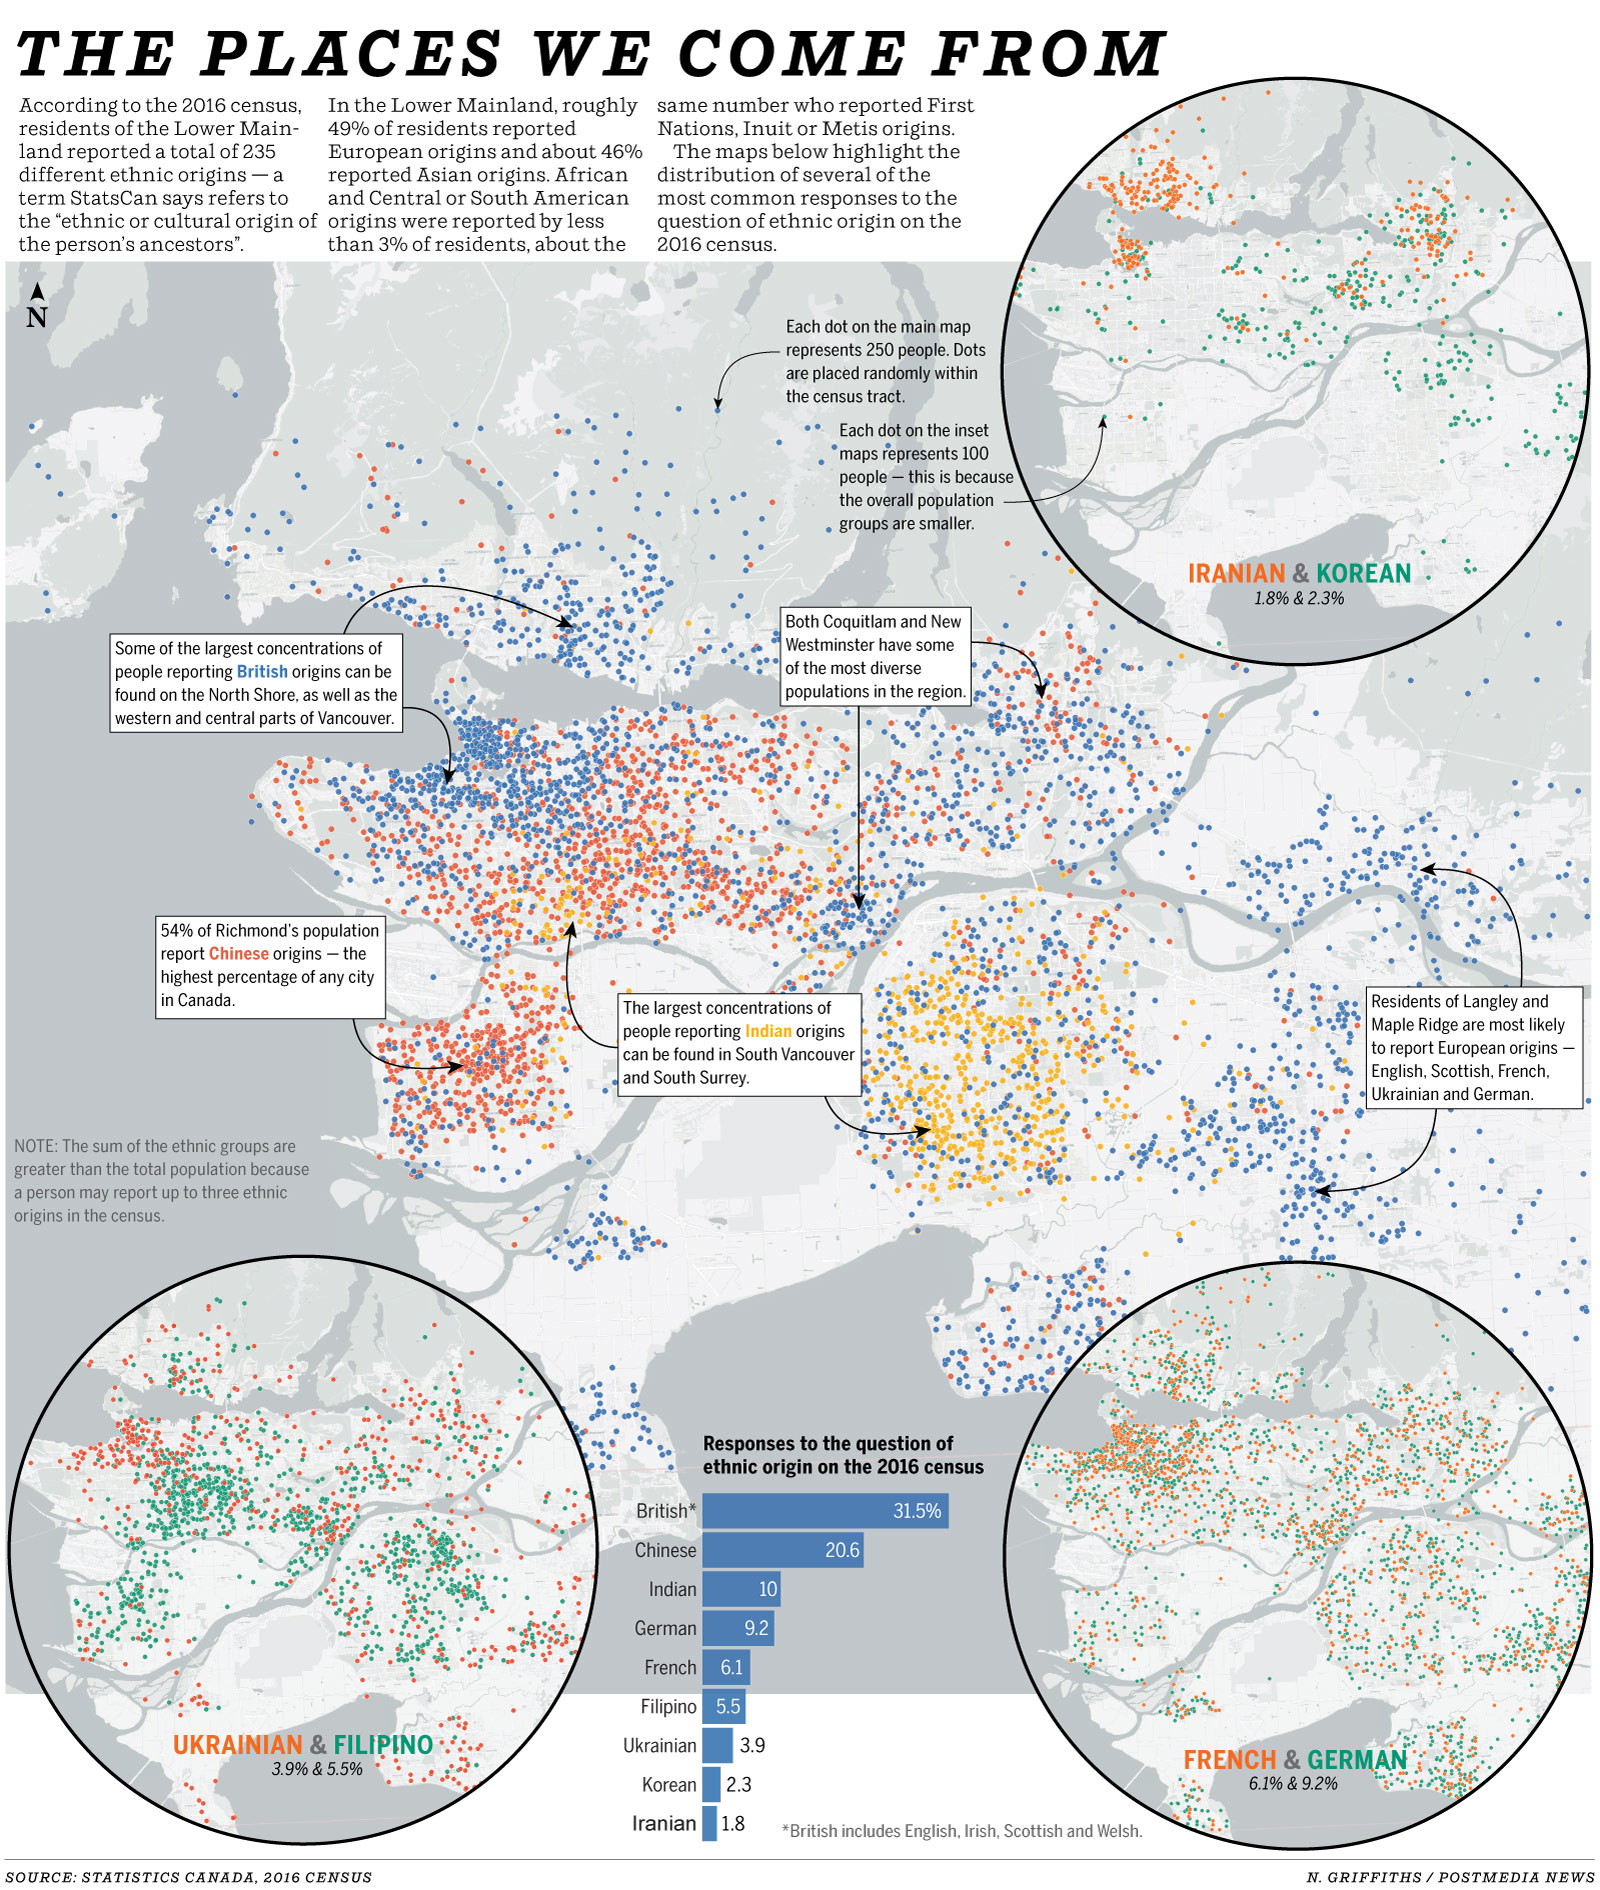 THE PLACES WE COME FROM
According to the 2016 census,
residents of the Lower Main-
land reported a total of 235
different ethnic origins — a
term StatsCan says refers to
the “ethnic or cultural origin of
the person’s ancestors”.
In the Lower Mainland, roughly
49% of residents reported
European origins and about 46%
reported Asian origins. African
and Central or South American
origins were reported by less
than 3% of residents, about the
same number who reported First
Nations, Inuit or Metis origins.
The maps below highlight the
distribution of several of the
most common responses to the
question of ethnic origin on the
2016 census.
N
Each dot on the main map
represents 250 people. Dots
are placed randomly within
the census tract.
Each dot on the inset
maps represents 100
people — this is because
the overall population
groups are smaller.
IRANIAN & KOREAN
1.8% & 2.3%
Some of the largest concentrations of
people reporting British origins can be
found on the North Shore, as well as the
western and central parts of Vancouver.
Both Coquitlam and New
Westminster have some
of the most diverse
populations in the region.
54% of Richmond’s population
report Chinese origins — the
highest percentage of any city
in Canada.
The largest concentrations of
people reporting Indian origins
can be found in South Vancouver
and South Surrey.
Residents of Langley and
Maple Ridge are most likely
to report European origins —
English, Scottish, French,
Ukrainian and German.
NOTE: The sum of the ethnic groups are
greater than the total population because
a person may report up to three ethnic
origins in the census.
UKRAINIAN & FILIPINO
3.9% & 5.5%
Responses to the question of
ethnic origin on the 2016 census
British* 31.5%
Chinese 20.6
Indian 10
German 9.2
French 6.1
Filipino 5.5
Ukrainian 3.9
Korean 2.3
Iranian 1.8
*British includes English, Irish, Scottish and Welsh.
FRENCH & GERMAN
6.1% & 9.2%
SOURCE: STATISTICS CANADA, 2016 CENSUS
N. GRIFFITHS / POSTMEDIA NEWS